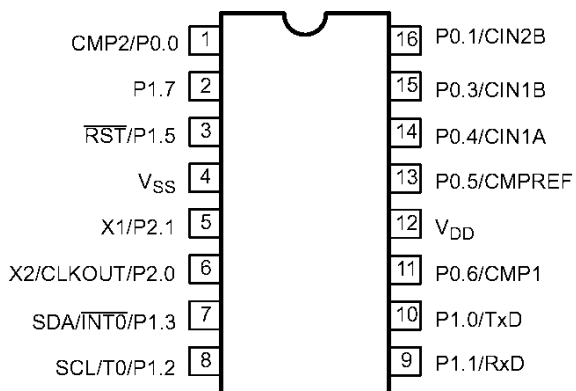 CMP2/P0.0 1 16 P0.1/CIN2B
P1.7 2 15 P0.3/CIN1B
RST/P1.5 3 14 P0.4/CIN1A
VSS 4 13 P0.5/CMPREF
X1/P2.1 5 12 VDD
X2/CLKOUT/P2.0 6 11 P0.6/CMP1
SDA/INT0/P1.3 7 10 P1.0/TxD
SCL/T0/P1.2 8 9 P1.1/RxD